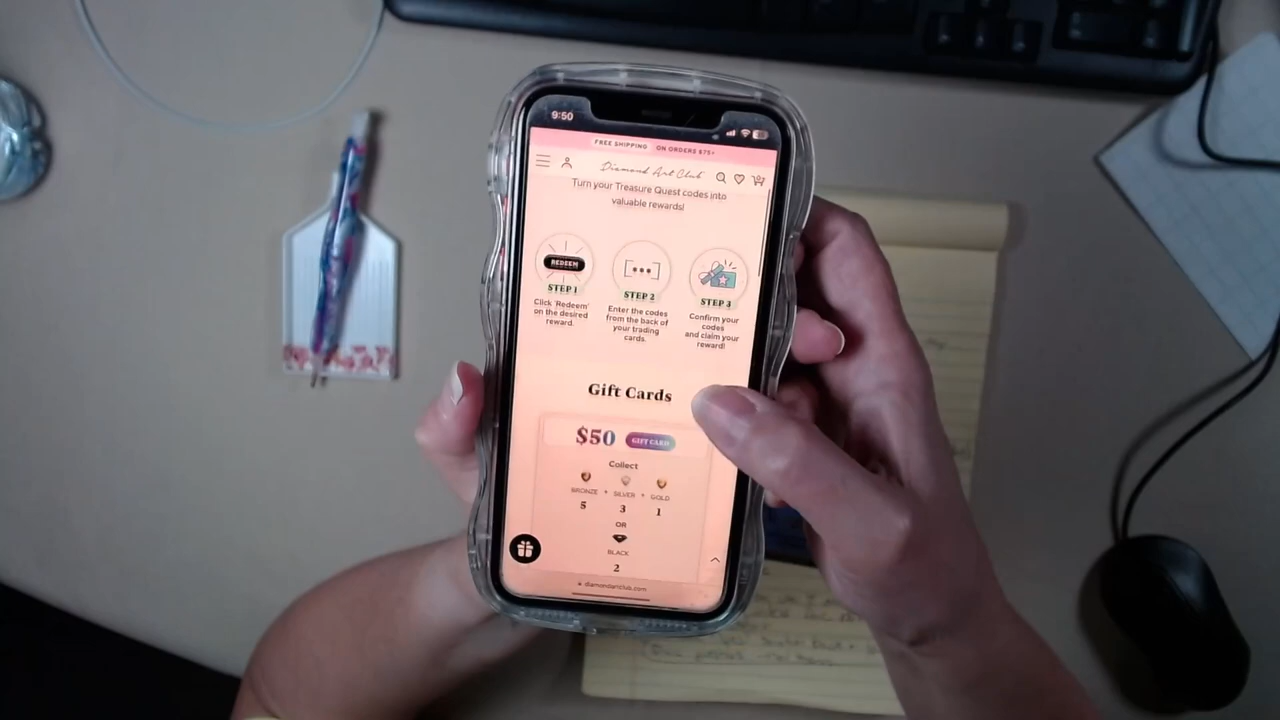 9:50
FREE SHIPPING ON ORDERS $75+
Diamond Art Club
Turn your Treasure Quest codes into
valuable rewards!
REDEEM
STEP 1
Click 'Redeem'
on the desired
reward.
[•••]
STEP 2
Enter the codes
from the back of
your trading
cards.
STEP 3
Confirm your
codes
and claim your
reward!
Gift Cards
$50 GIFT CARD
Collect
BRONZE + SILVER + GOLD
5 3 1
OR
BLACK
2
diamondartclub.com